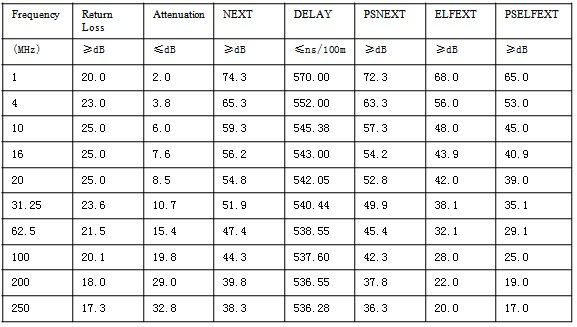 Frequency Return Loss Attenuation NEXT DELAY PSNEXT ELFEXT PSELFEXT
(MHz) ≥dB ≤dB ≥dB ≤ns/100m ≥dB ≥dB ≥dB
1 20.0 2.0 74.3 570.00 72.3 68.0 65.0
4 23.0 3.8 65.3 552.00 63.3 56.0 53.0
10 25.0 6.0 59.3 545.38 57.3 48.0 45.0
16 25.0 7.6 56.2 543.00 54.2 43.9 40.9
20 25.0 8.5 54.8 542.05 52.8 42.0 39.0
31.25 23.6 10.7 51.9 540.44 49.9 38.1 35.1
62.5 21.5 15.4 47.4 538.55 45.4 32.1 29.1
100 20.1 19.8 44.3 537.60 42.3 28.0 25.0
200 18.0 29.0 39.8 536.55 37.8 22.0 19.0
250 17.3 32.8 38.3 536.28 36.3 20.0 17.0